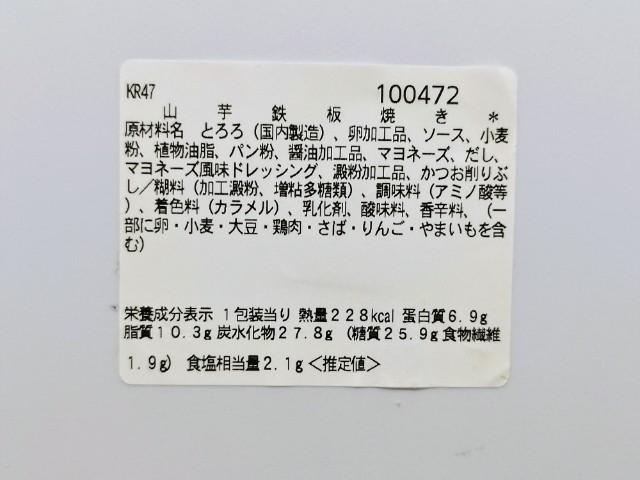 KR47 100472
山芋鉄板焼き*
原材料名 とろろ(国内製造)、卵加工品、ソース、小麦
粉、植物油脂、パン粉、醤油加工品、マヨネーズ、だし、
マヨネーズ風味ドレッシング、澱粉加工品、かつお削りぶ
し/糊料(加工澱粉、増粘多糖類)、調味料(アミノ酸等
)、着色料(カラメル)、乳化剤、酸味料、香辛料、(一
部に卵・小麦・大豆・鶏肉・さば・りんご・やまいもを含
む)
栄養成分表示 1包装当り 熱量228kcal 蛋白質6.9g
脂質10.3g 炭水化物27.8g (糖質25.9g 食物繊維
1.9g) 食塩相当量2.1g<推定値>